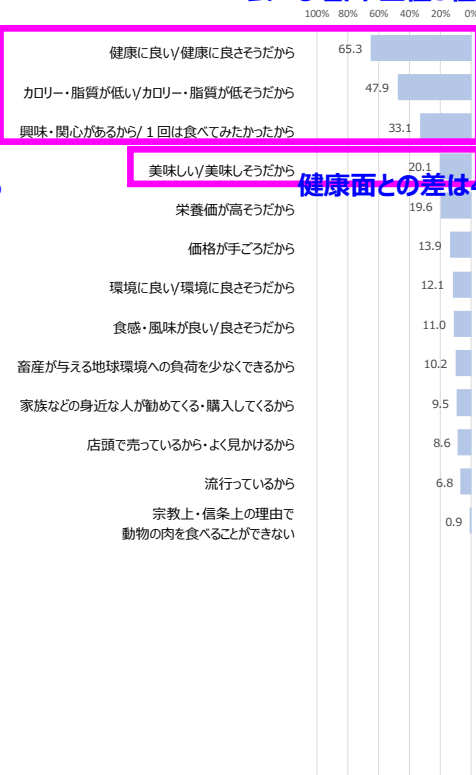 100% 80% 60% 40% 20% 0%
健康に良い/健康に良さそうだから 65.3
カロリー・脂質が低い/カロリー・脂質が低そうだから 47.9
興味・関心があるから/１回は食べてみたかったから 33.1
美味しい/美味しそうだから 20.1
健康面との差は
栄養価が高そうだから 19.6
価格が手ごろだから 13.9
環境に良い/環境に良さそうだから 12.1
食感・風味が良い/良さそうだから 11.0
畜産が与える地球環境への負荷を少なくできるから 10.2
家族などの身近な人が勧めてくる・購入してくるから 9.5
店頭で売っているから・よく見かけるから 8.6
流行っているから 6.8
宗教上・信条上の理由で
動物の肉を食べることができない 0.9